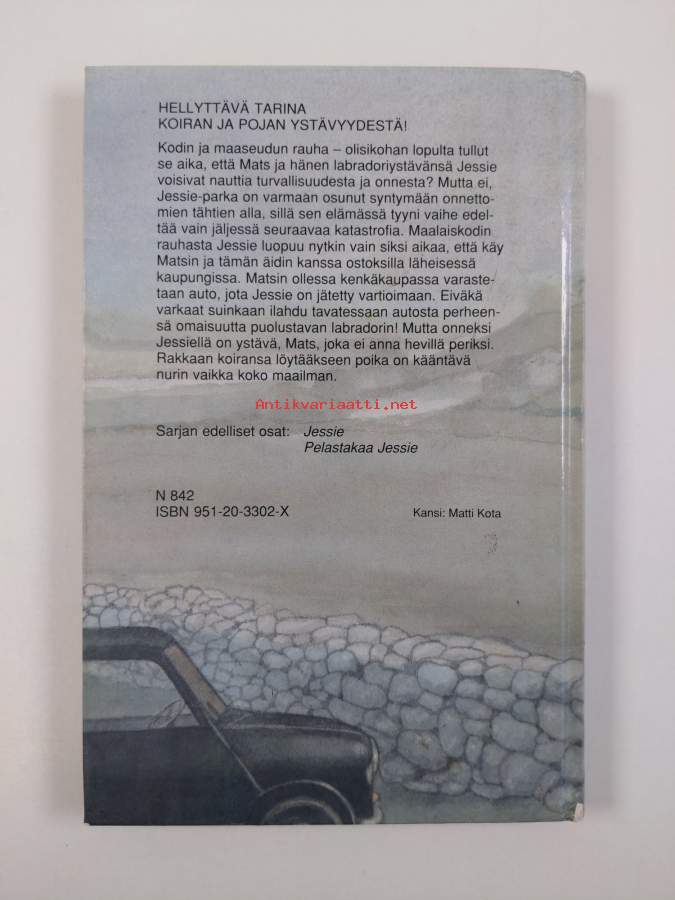 HELLYTTÄVÄ TARINA
KOIRAN JA POJAN YSTÄVYYDESTÄ!
Kodin ja maaseudun rauha – olisikohan lopulta tullut
se aika, että Mats ja hänen labradoriystävänsä Jessie
voisivat nauttia turvallisuudesta ja onnesta? Mutta ei,
Jessie-parka on varmaan osunut syntymään onnetto-
mien tähtien alla, sillä sen elämässä tyyni vaihe edel-
tää vain jäljessä seuraavaa katastrofia. Maalaiskodin
rauhasta Jessie luopuu nytkin vain siksi aikaa, että käy
Matsin ja tämän äidin kanssa ostoksilla läheisessä
kaupungissa. Matsin ollessa kenkäkaupassa varaste-
taan auto, jota Jessie on jätetty vartioimaan. Eiväkä
varkaat suinkaan ilahdu tavatessaan autosta perheen-
sä omaisuutta puolustavan labradorin! Mutta onneksi
Jessiellä on ystävä, Mats, joka ei anna hevillä periksi.
Rakkaan koiransa löytääkseen poika on kääntävä
nurin vaikka koko maailman.
Antikvariaatti.net
Sarjan edelliset osat: Jessie
Pelastakaa Jessie
N 842
ISBN 951-20-3302-X
Kansi: Matti Kota